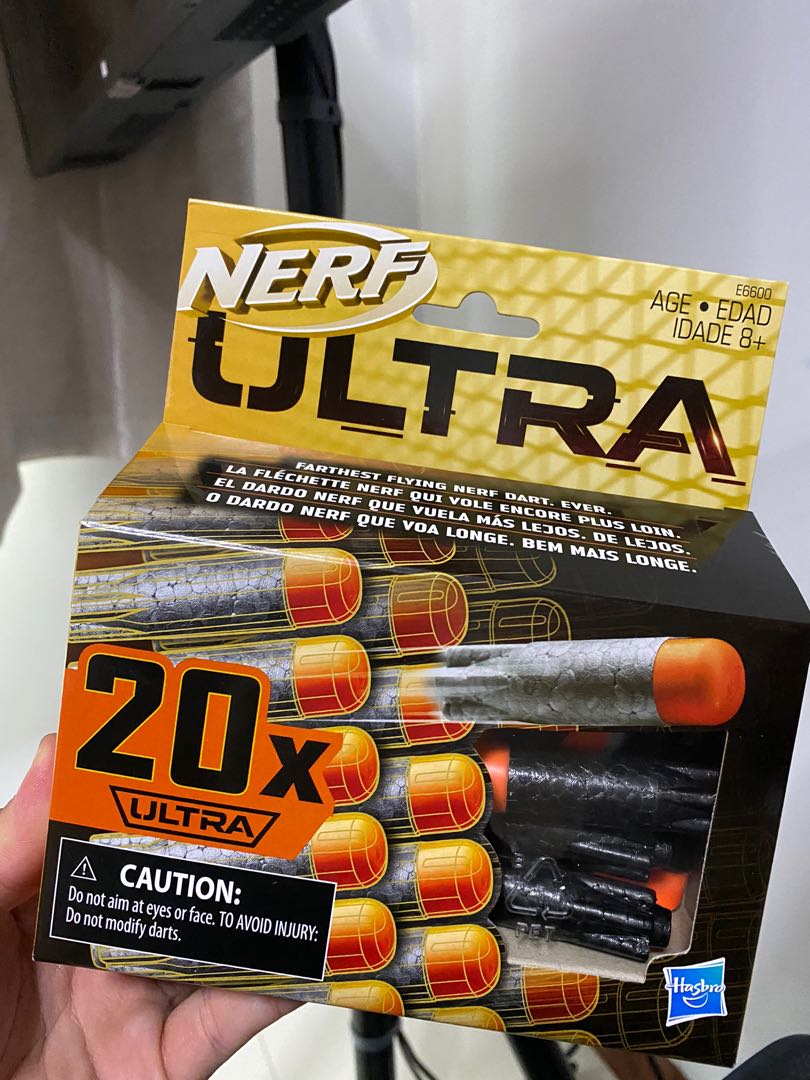 NERF
ULTRA
E6600
AGE • EDAD
IDADE 8+
FARTHEST FLYING NERF DART. EVER.
LA FLÉCHETTE NERF QUI VOLE ENCORE PLUS LOIN.
EL DARDO NERF QUE VUELA MÁS LEJOS. DE LEJOS.
O DARDO NERF QUE VOA LONGE. BEM MAIS LONGE.
20x
ULTRA
CAUTION:
Do not aim at eyes or face. TO AVOID INJURY:
Do not modify darts.
PET
Hasbro